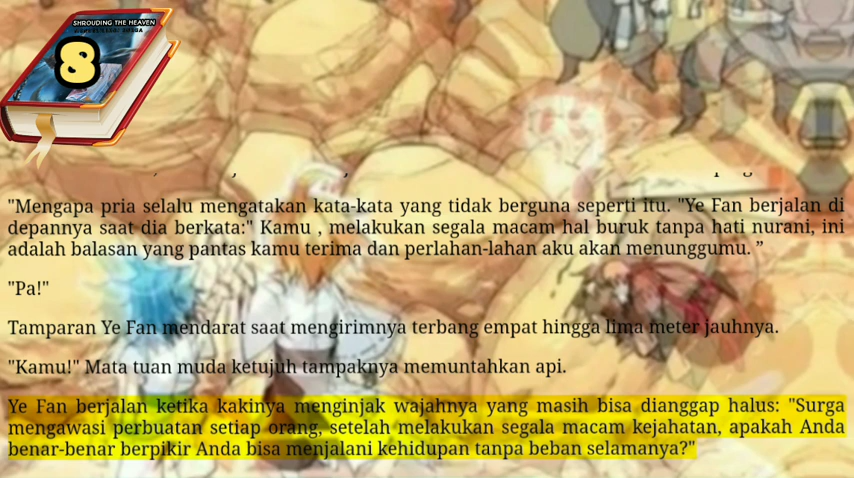 SHROUDING THE HEAVEN
8
"Mengapa pria selalu mengatakan kata-kata yang tidak berguna seperti itu. "Ye Fan berjalan di
depannya saat dia berkata:" Kamu , melakukan segala macam hal buruk tanpa hati nurani, ini
adalah balasan yang pantas kamu terima dan perlahan-lahan aku akan menunggumu. ”
"Pa!"
Tamparan Ye Fan mendarat saat mengirimnya terbang empat hingga lima meter jauhnya.
"Kamu!" Mata tuan muda ketujuh tampaknya memuntahkan api.
Ye Fan berjalan ketika kakinya menginjak wajahnya yang masih bisa dianggap halus: "Surga
mengawasi perbuatan setiap orang, setelah melakukan segala macam kejahatan, apakah Anda
benar-benar berpikir Anda bisa menjalani kehidupan tanpa beban selamanya?"